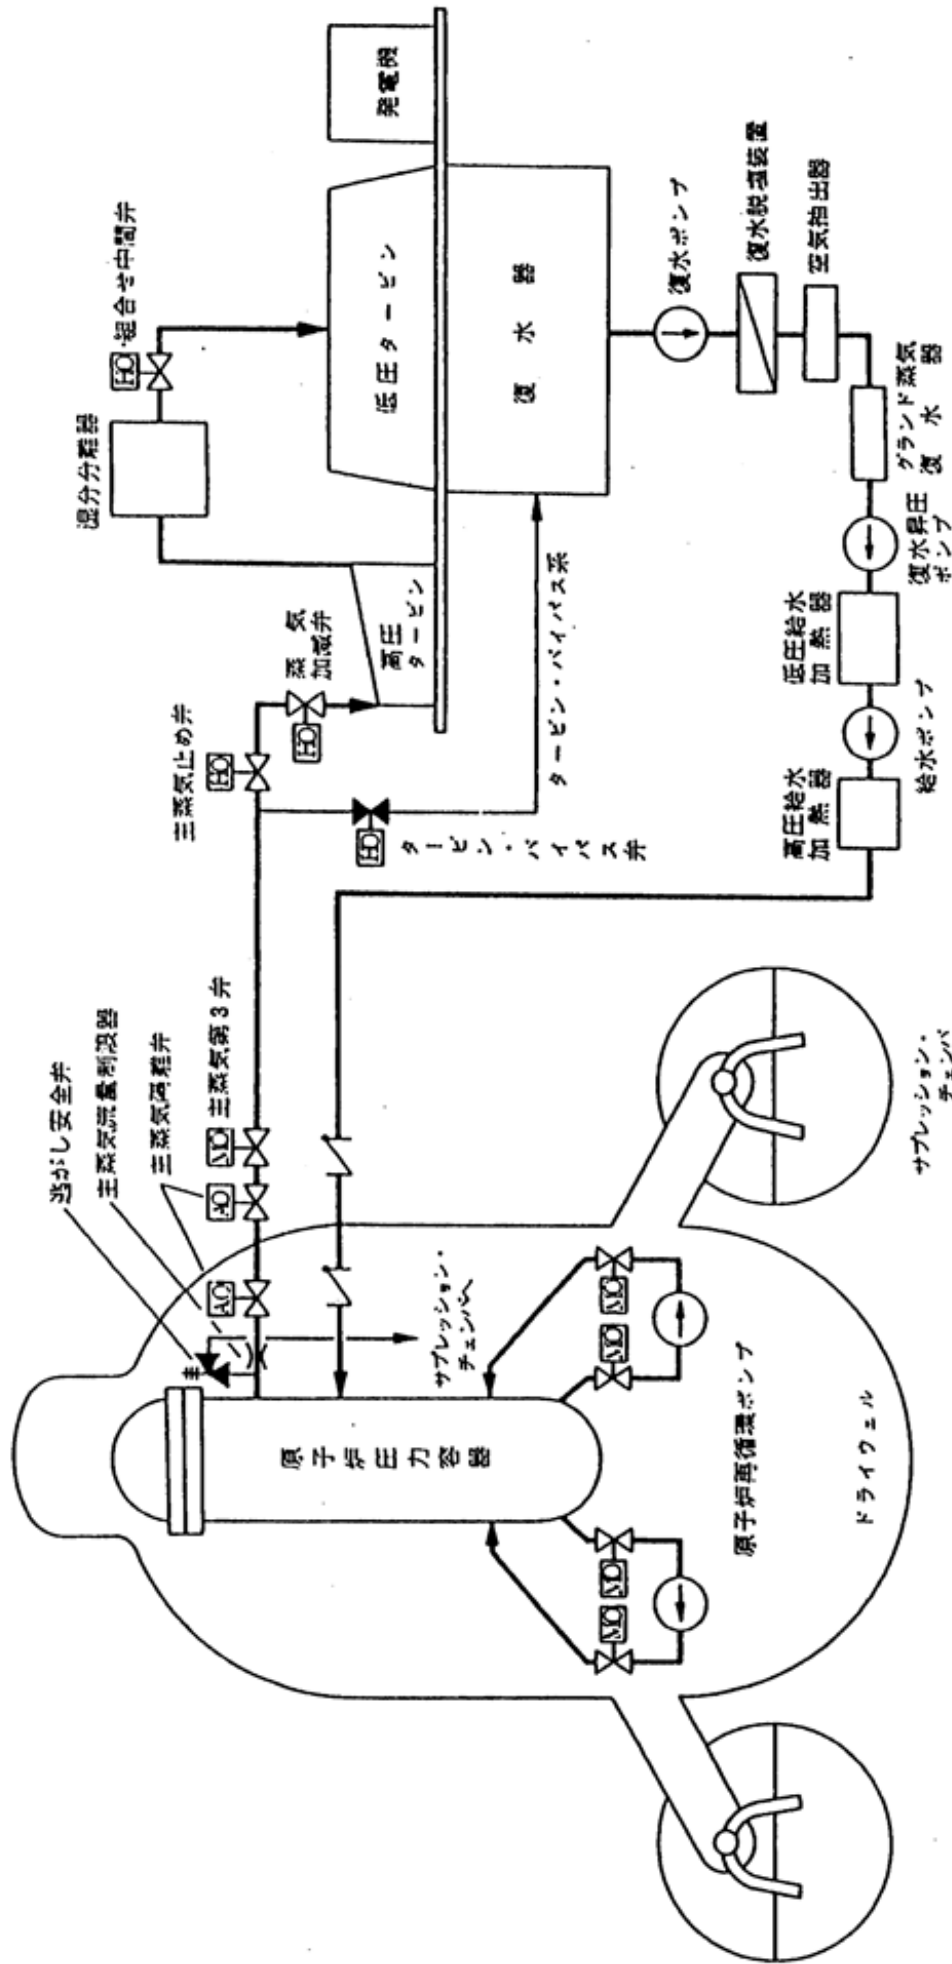 逃がし安全弁
主蒸気流量制限器
主蒸気隔離弁
主蒸気第3弁
主蒸気止め弁
蒸気
加減弁
湿分分離器
組合せ中間弁
AO
AO
MO
HO
HO
HO
HO
タービン・バイパス弁
タービン・バイパス系
高圧
タービン
低圧タービン
発電機
復水器
復水ポンプ
復水脱塩装置
空気抽出器
グランド蒸気
復水器
復水昇圧
ポンプ
低圧給水
加熱器
給水ポンプ
高圧給水
加熱器
サプレッション・
チェンバへ
原子炉圧力容器
MO
MO
MO
MO
原子炉再循環ポンプ
ドライウェル
サプレッション・
チェンバ